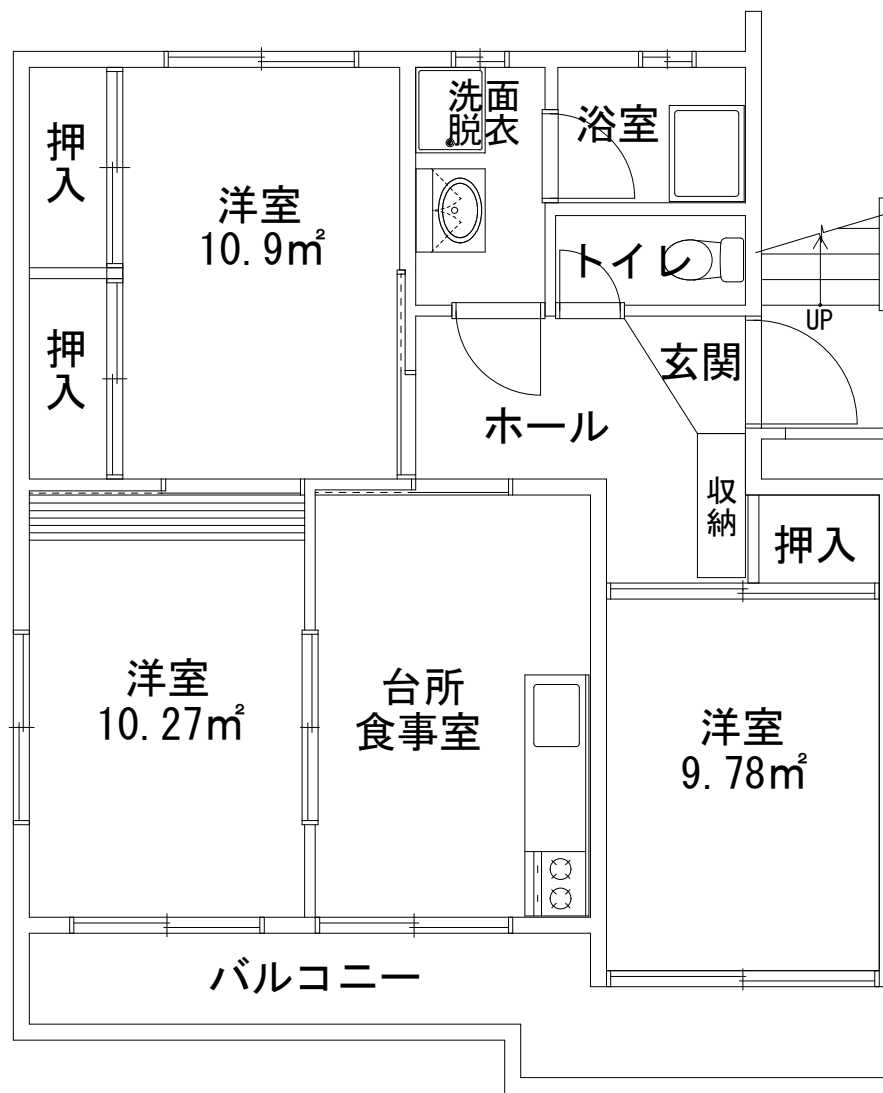 洗面
脱衣
浴室
押入
洋室
10.9㎡
トイレ
UP
押入
玄関
ホール
収納
押入
洋室
10.27㎡
台所
食事室
洋室
9.78㎡
バルコニー